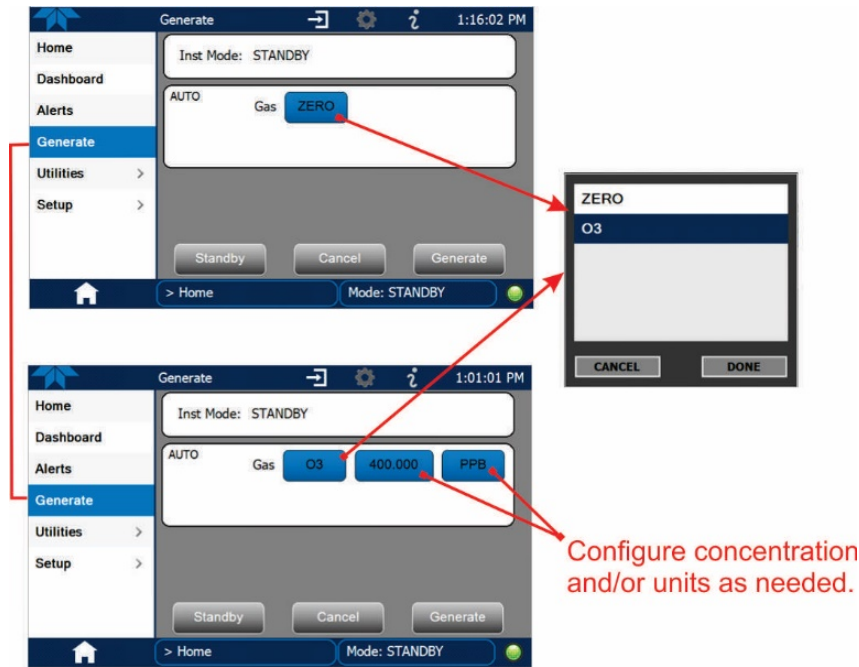 Generate 1:16:02 PM
Home
Dashboard
Alerts
Generate
Utilities >
Setup >
Inst Mode: STANDBY
AUTO
Gas ZERO
Standby Cancel Generate
> Home Mode: STANDBY
ZERO
O3
CANCEL DONE
Generate 1:01:01 PM
Home
Dashboard
Alerts
Generate
Utilities >
Setup >
Inst Mode: STANDBY
AUTO
Gas O3 400.000 PPB
Standby Cancel Generate
> Home Mode: STANDBY
Configure concentration
and/or units as needed.